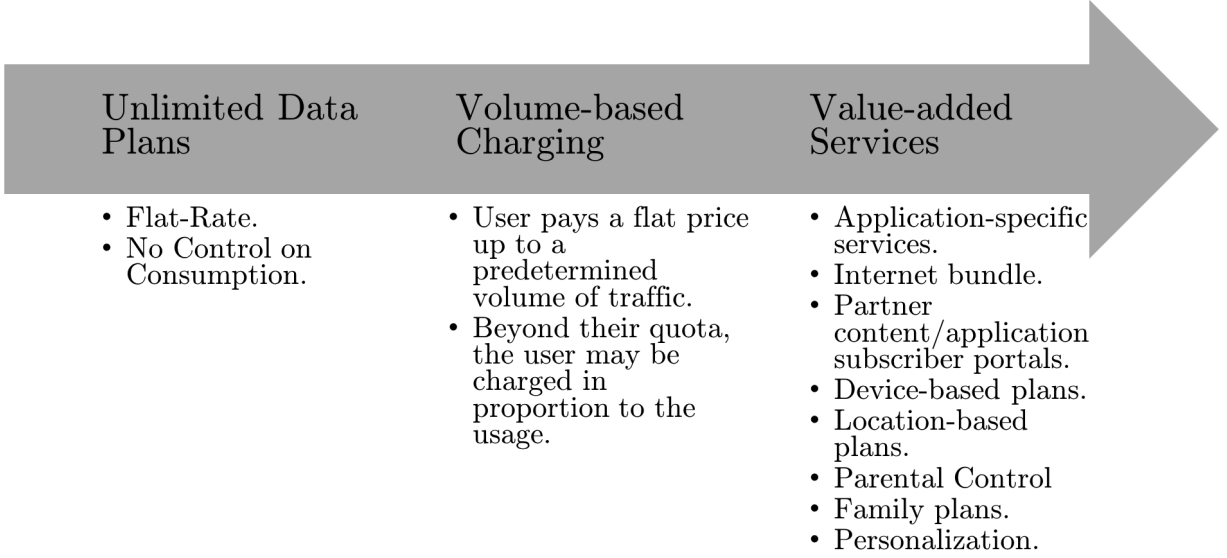 Unlimited Data
Plans
• Flat-Rate.
• No Control on
Consumption.
Volume-based
Charging
• User pays a flat price
up to a
predetermined
volume of traffic.
• Beyond their quota,
the user may be
charged in
proportion to the
usage.
Value-added
Services
• Application-specific
services.
• Internet bundle.
• Partner
content/application
subscriber portals.
• Device-based plans.
• Location-based
plans.
• Parental Control
• Family plans.
• Personalization.